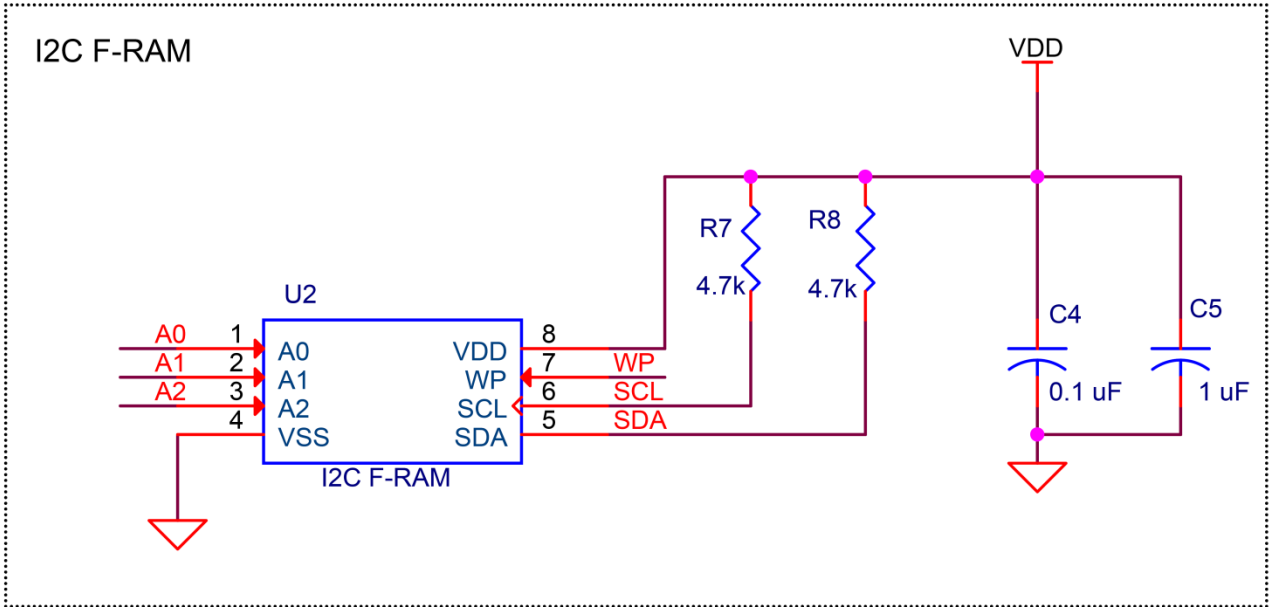 I2C F-RAM
VDD
R7
4.7k
R8
4.7k
C4
0.1 uF
C5
1 uF
U2
A0 1 A0
A1 2 A1
A2 3 A2
4 VSS
VDD 8
WP 7 WP
SCL 6 SCL
SDA 5 SDA
I2C F-RAM